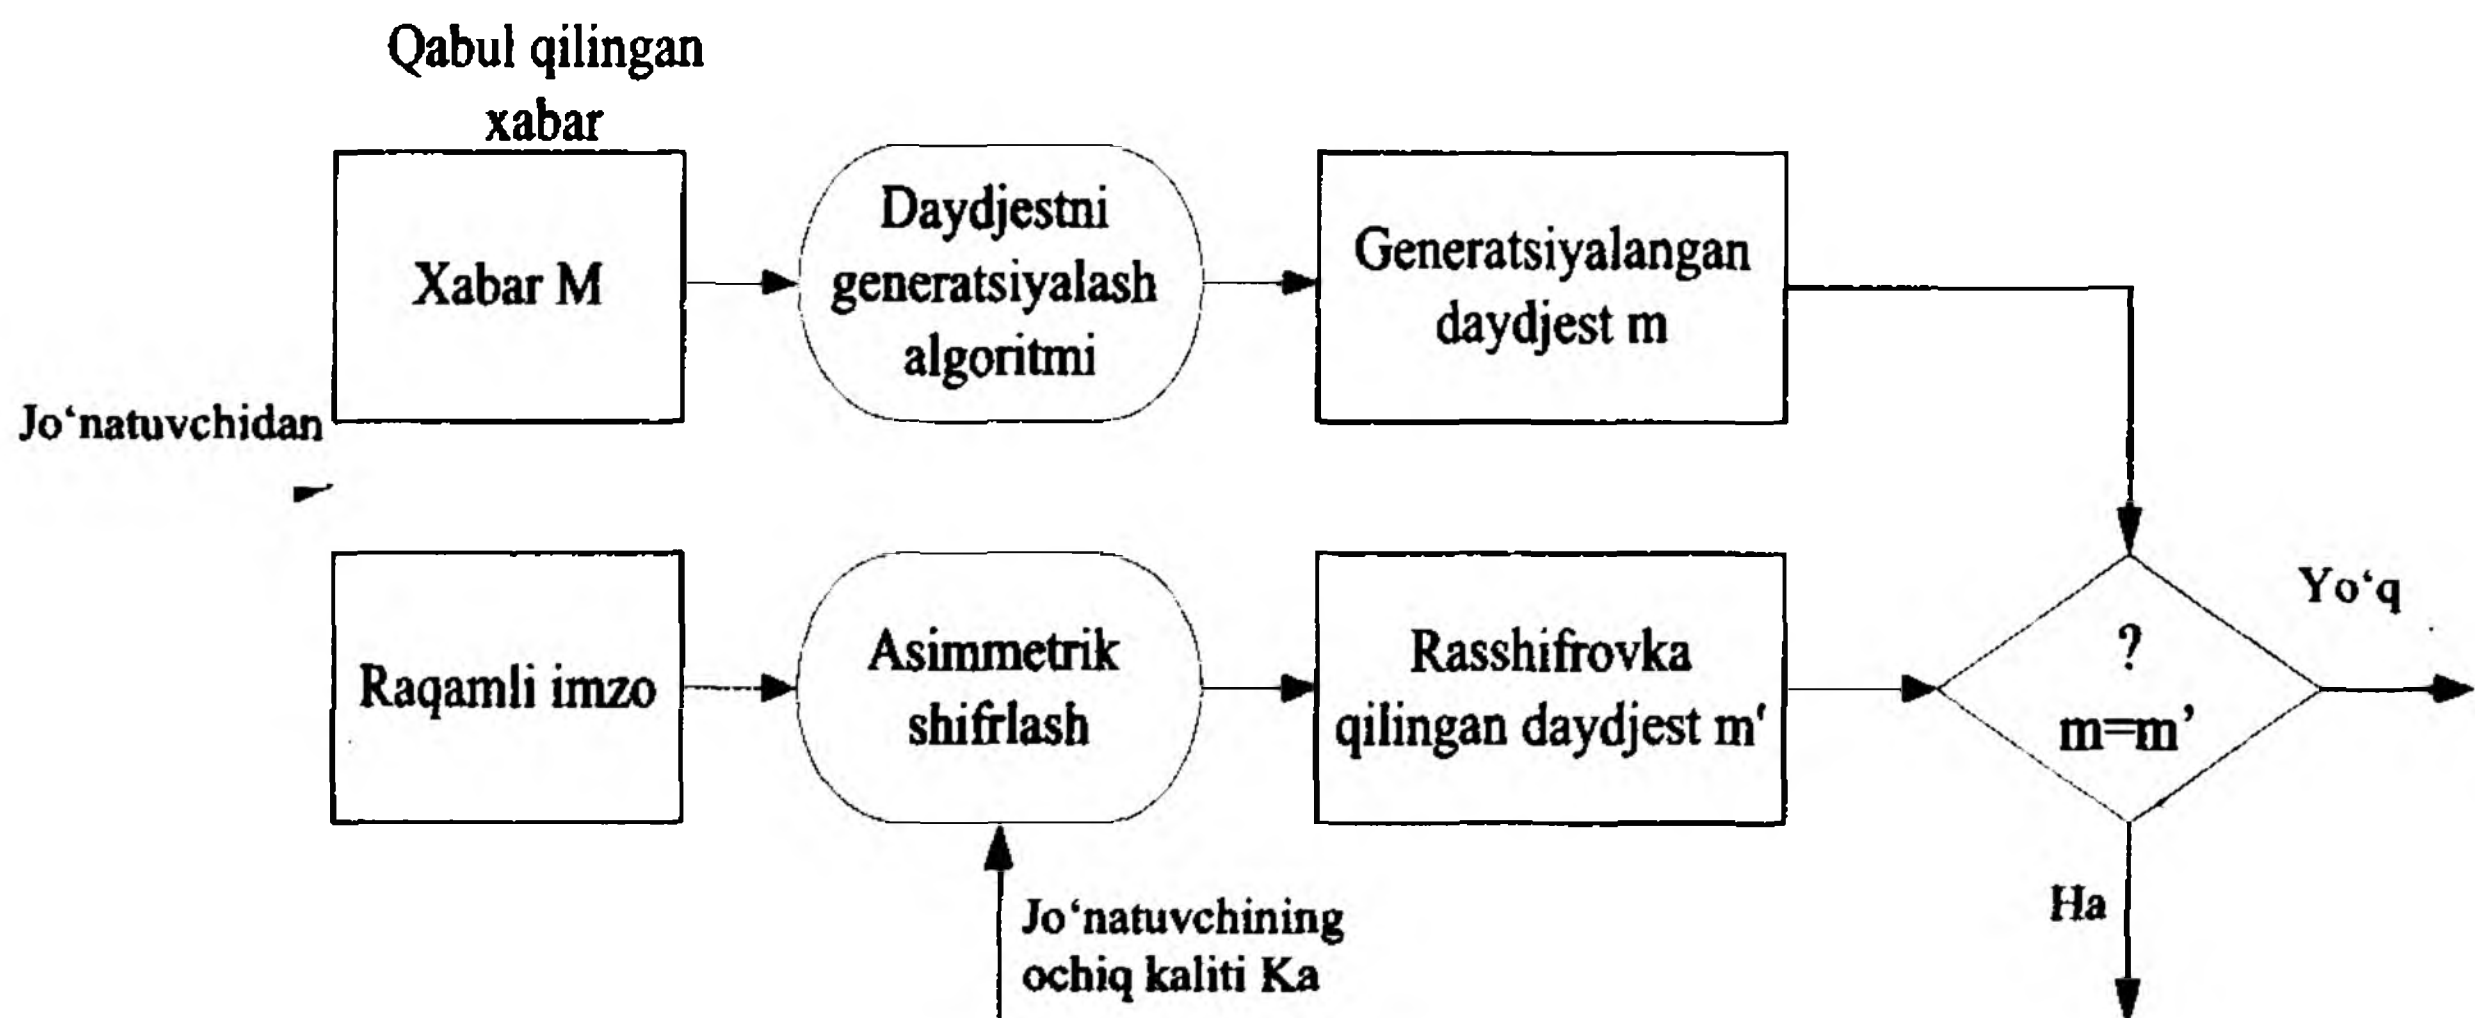 Qabul qilingan
xabar
Xabar M
Daydjestni
generatsiyalash
algoritmi
Generatsiyalangan
daydjest m
Jo‘natuvchidan
Raqamli imzo
Asimmetrik
shifrlash
Rasshifrovka
qilingan daydjest m'
?
m=m’
Yo‘q
Ha
Jo‘natuvchining
ochiq kaliti Ka